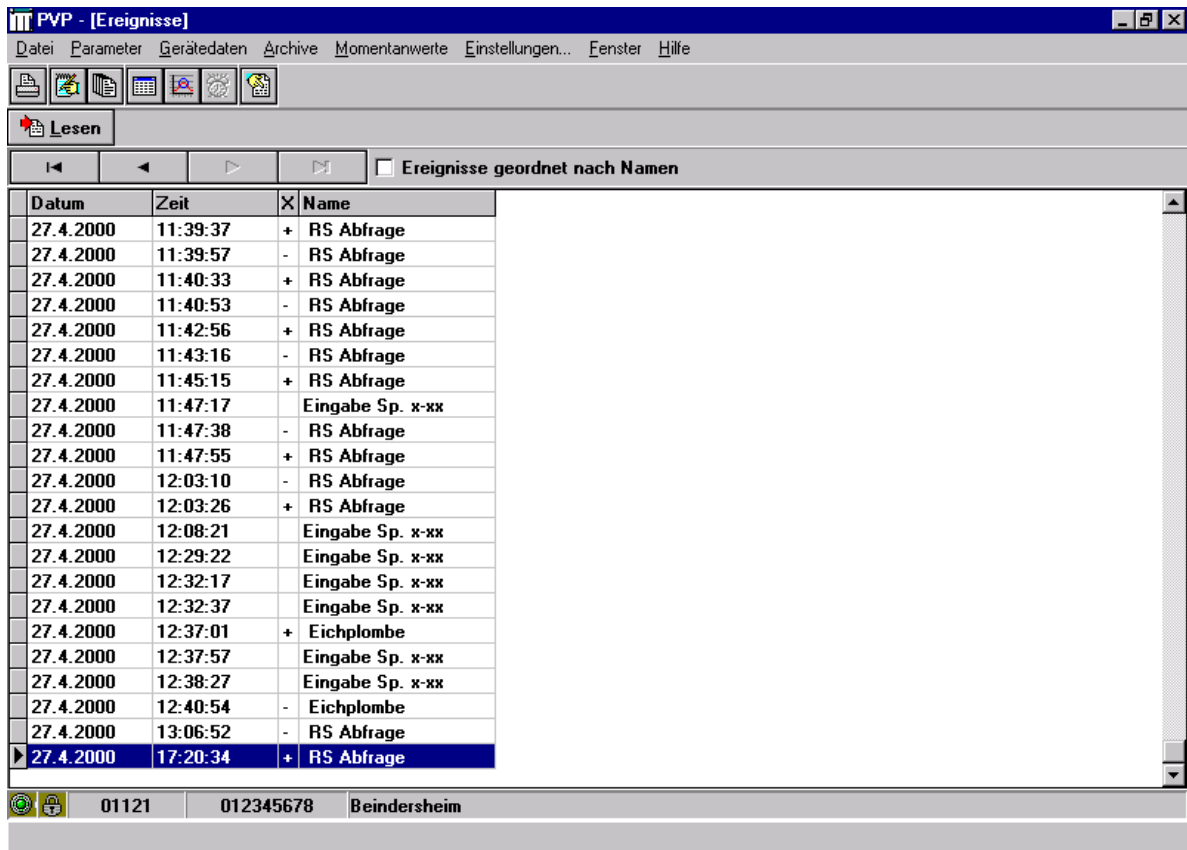 PVP - [Ereignisse]
Datei Parameter Gerätedaten Archive Momentanwerte Einstellungen... Fenster Hilfe
Lesen
Ereignisse geordnet nach Namen
Datum Zeit X Name
27.4.2000 11:39:37 + RS Abfrage
27.4.2000 11:39:57 - RS Abfrage
27.4.2000 11:40:33 + RS Abfrage
27.4.2000 11:40:53 - RS Abfrage
27.4.2000 11:42:56 + RS Abfrage
27.4.2000 11:43:16 - RS Abfrage
27.4.2000 11:45:15 + RS Abfrage
27.4.2000 11:47:17 Eingabe Sp. x-xx
27.4.2000 11:47:38 - RS Abfrage
27.4.2000 11:47:55 + RS Abfrage
27.4.2000 12:03:10 - RS Abfrage
27.4.2000 12:03:26 + RS Abfrage
27.4.2000 12:08:21 Eingabe Sp. x-xx
27.4.2000 12:29:22 Eingabe Sp. x-xx
27.4.2000 12:32:17 Eingabe Sp. x-xx
27.4.2000 12:32:37 Eingabe Sp. x-xx
27.4.2000 12:37:01 + Eichplombe
27.4.2000 12:37:57 Eingabe Sp. x-xx
27.4.2000 12:38:27 Eingabe Sp. x-xx
27.4.2000 12:40:54 - Eichplombe
27.4.2000 13:06:52 - RS Abfrage
27.4.2000 17:20:34 + RS Abfrage
01121 012345678 Beindersheim